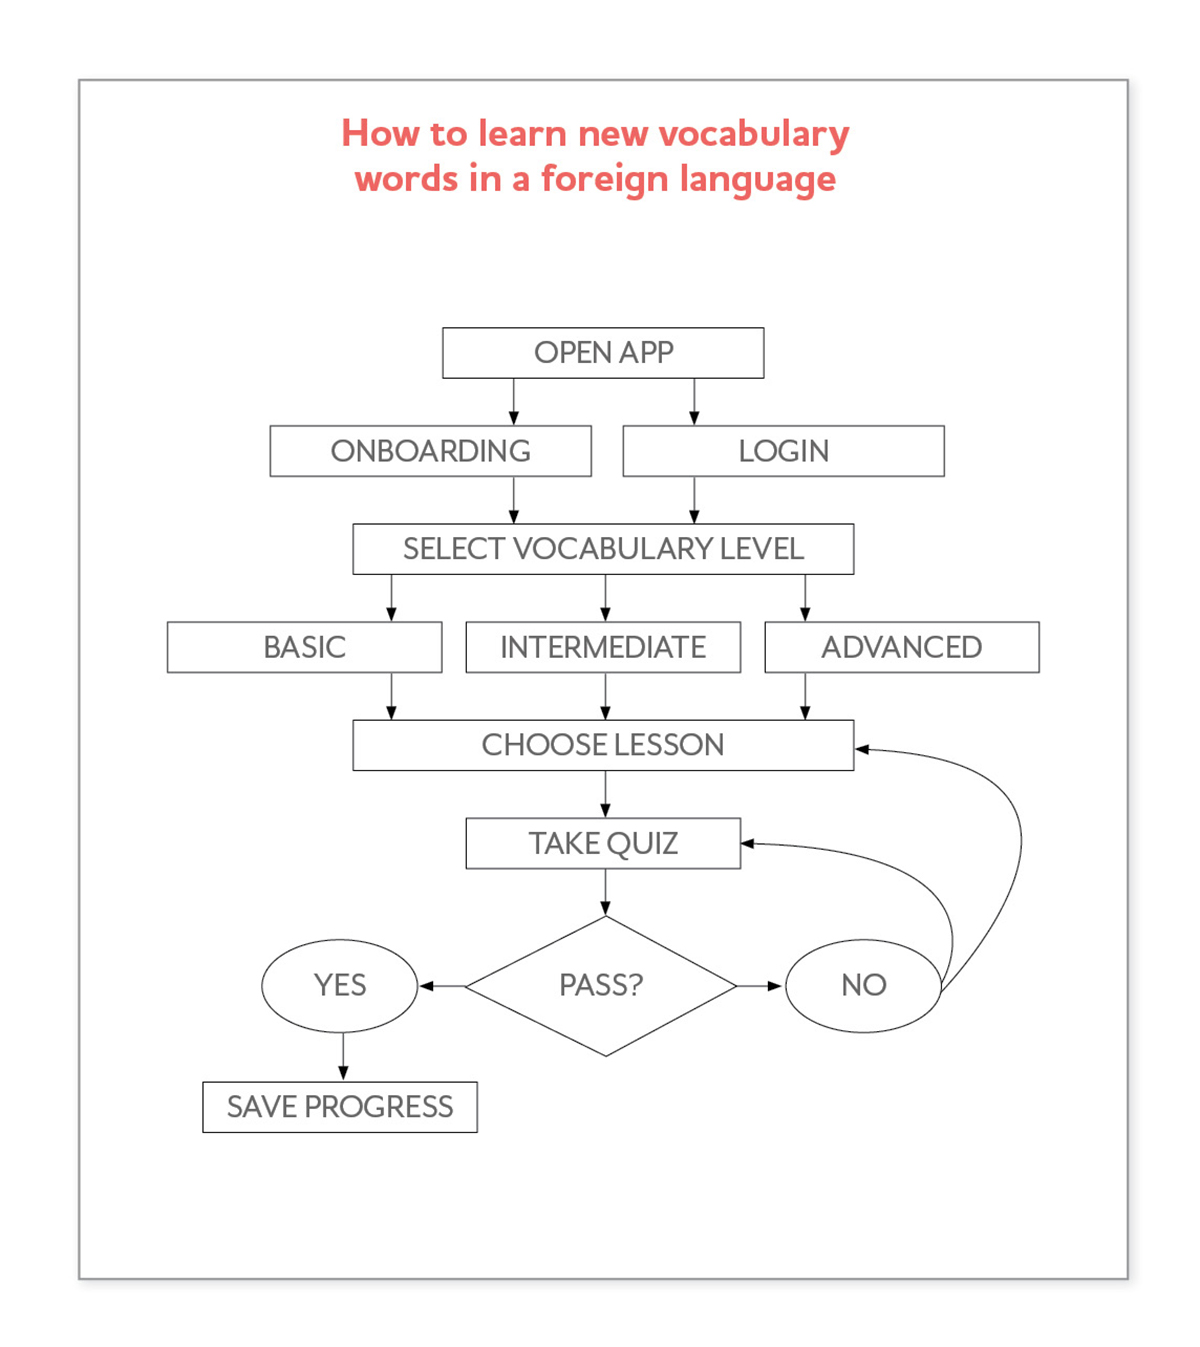 How to learn new vocabulary
words in a foreign language
OPEN APP
ONBOARDING
LOGIN
SELECT VOCABULARY LEVEL
BASIC
INTERMEDIATE
ADVANCED
CHOOSE LESSON
TAKE QUIZ
YES
PASS?
NO
SAVE PROGRESS